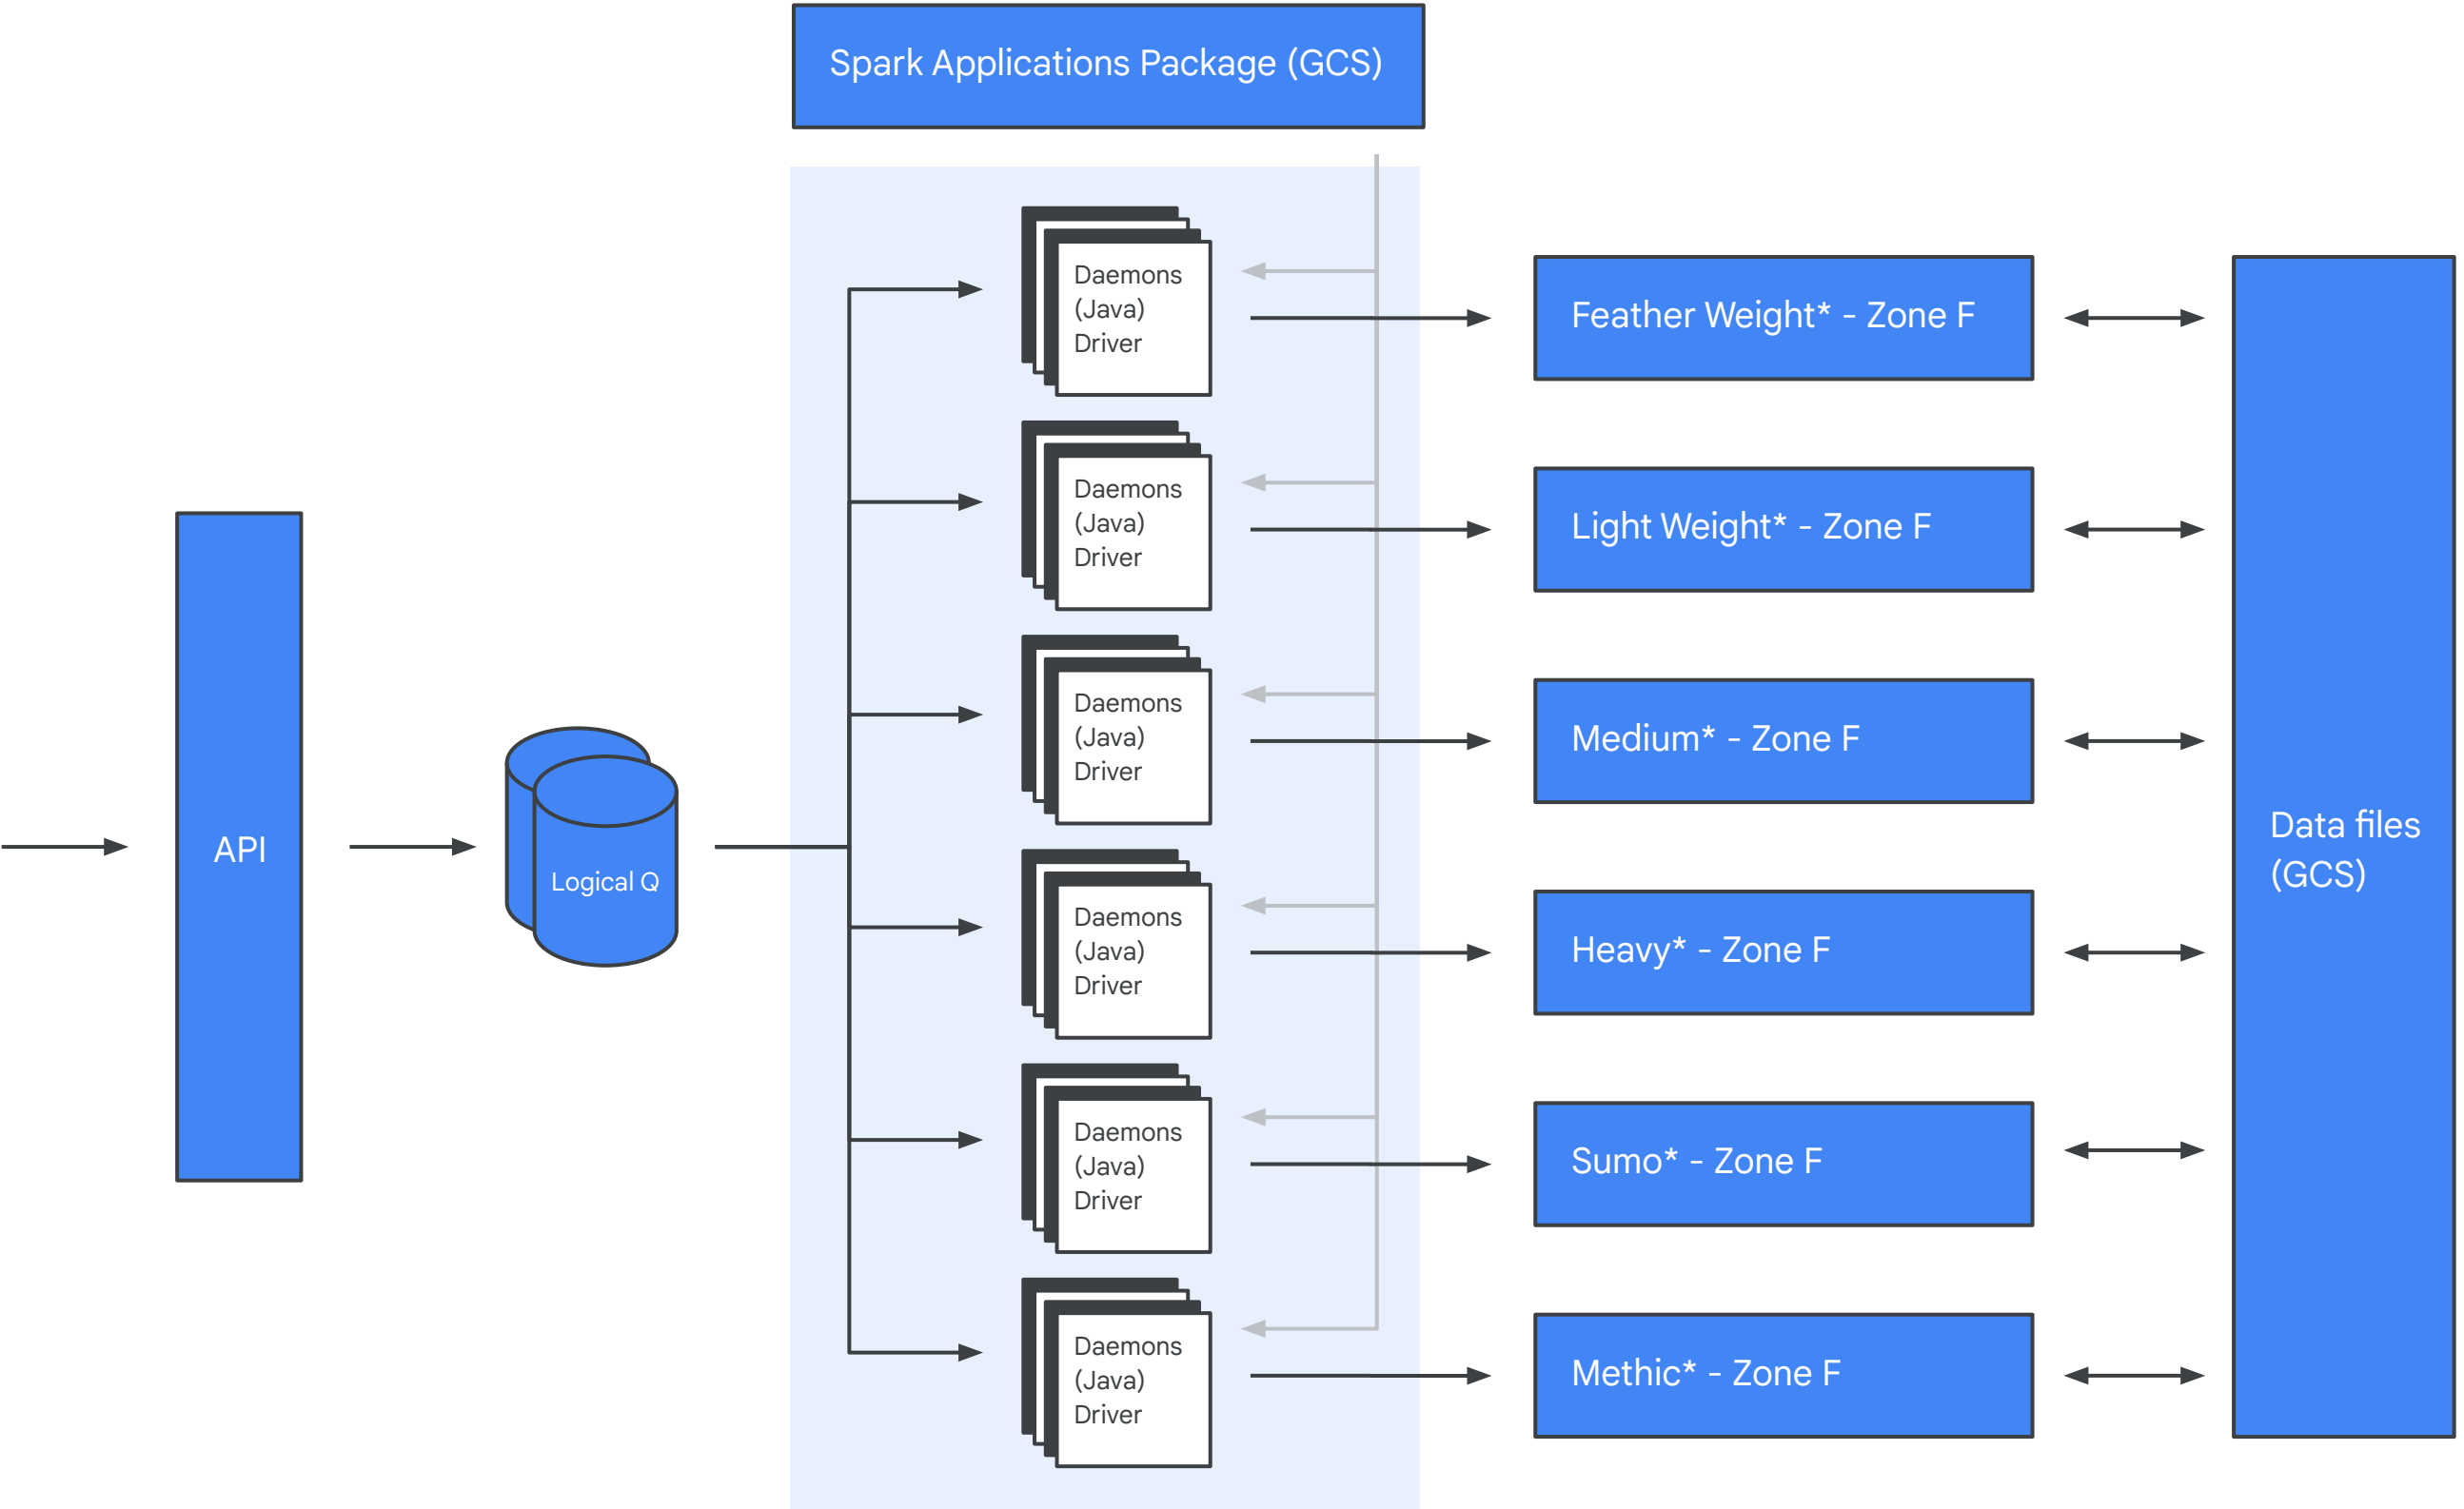 Spark Applications Package (GCS)
API
Logical Q
Daemons
(Java)
Driver
Feather Weight* - Zone F
Daemons
(Java)
Driver
Light Weight* - Zone F
Daemons
(Java)
Driver
Medium* - Zone F
Daemons
(Java)
Driver
Heavy* - Zone F
Daemons
(Java)
Driver
Sumo* - Zone F
Daemons
(Java)
Driver
Methic* - Zone F
Data files
(GCS)